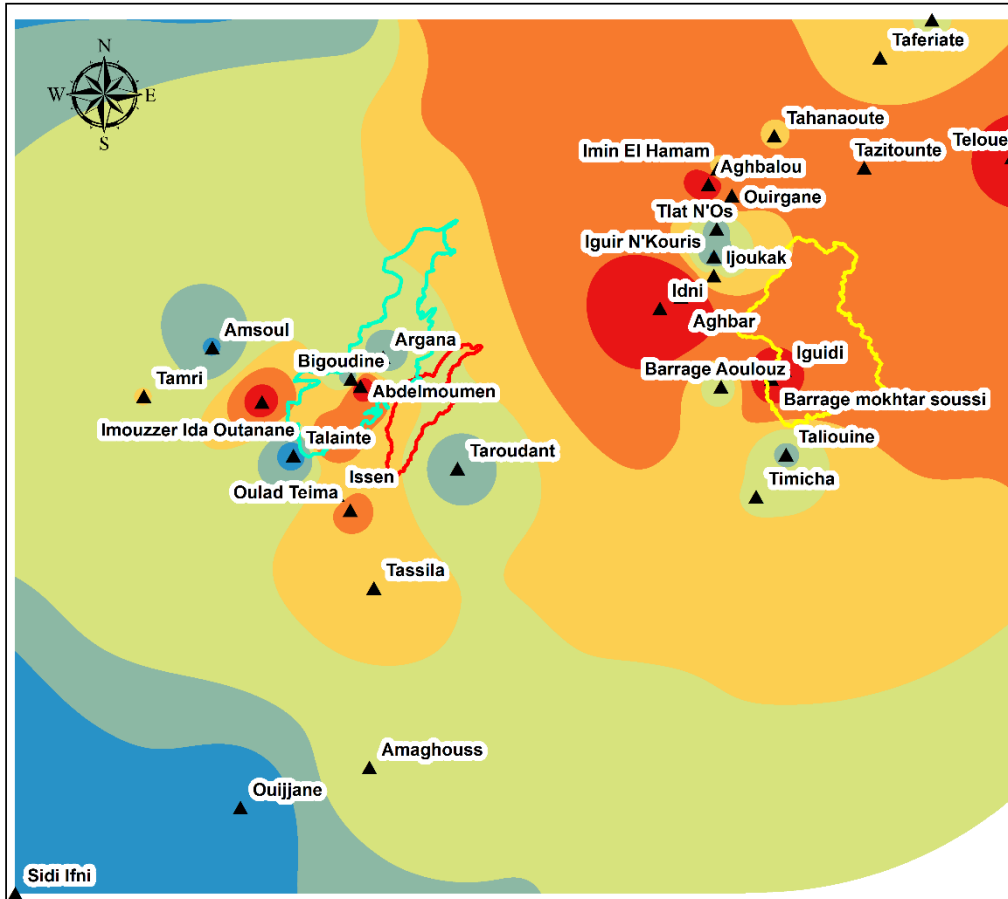 N
W E
S
Taferiate
Tahanaoute
Imin El Hamam
Aghbalou
Tazitounte
Teloue
Ouirgane
Tlat N'Os
Iguir N'Kouris
Ijoukak
Idni
Aghbar
Amsoul
Argana
Bigoudine
Iguidi
Barrage Aoulouz
Tamri
Abdelmoumen
Barrage mokhtar soussi
Imouzzer Ida Outanane
Talainte
Taroudant
Taliouine
Issen
Timicha
Oulad Teima
Tassila
Amaghouss
Ouijjane
Sidi Ifni